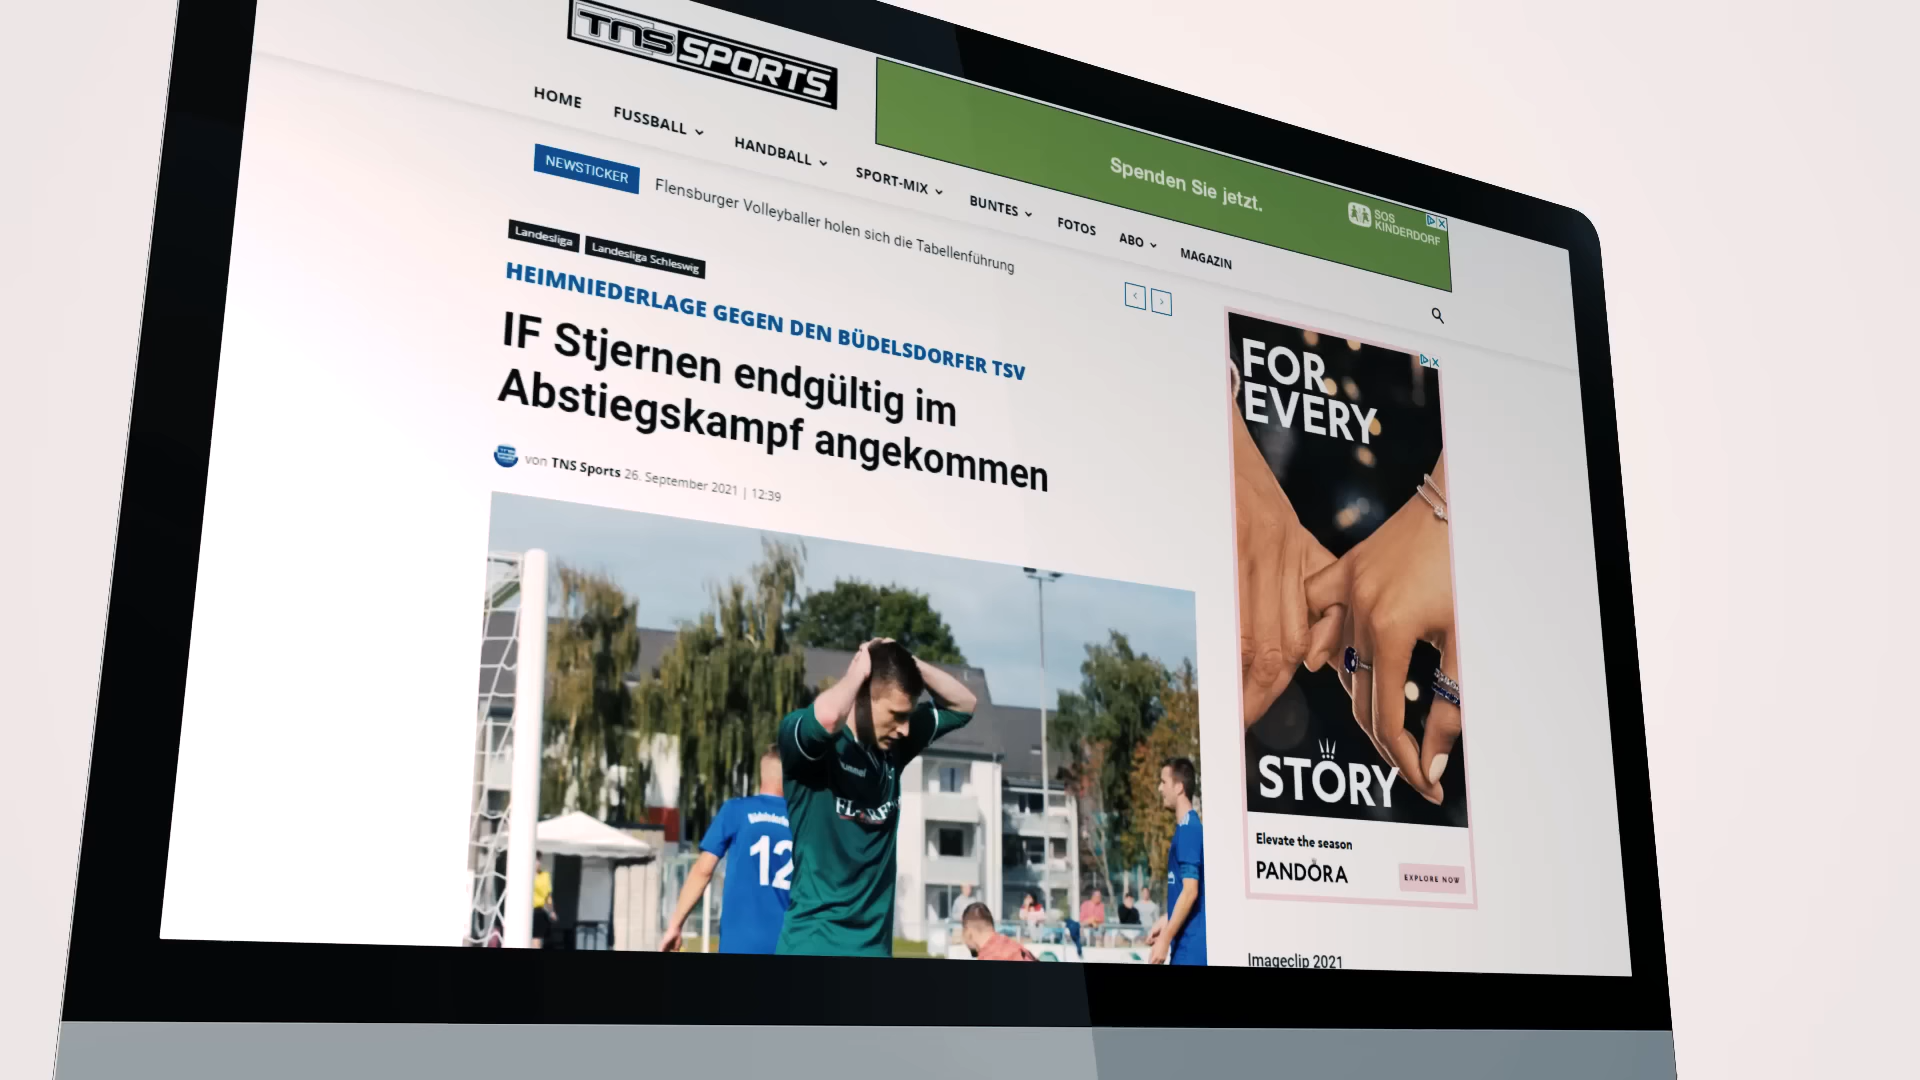 TNS SPORTS
HOME
FUSSBALL
HANDBALL
SPORT-MIX
BUNTES
FOTOS
ABO
MAGAZIN
Spenden Sie jetzt.
SOS
KINDERDORF
NEWSTICKER
Flensburger Volleyballer holen sich die Tabellenführung
Landesliga
Landesliga Schleswig
HEIMNIEDERLAGE GEGEN DEN BÜDELSDORFER TSV
IF Stjernen endgültig im
Abstiegskampf angekommen
von TNS Sports 26. September 2021 | 12:39
hummel
12
FOR
EVERY
STORY
Elevate the season
PANDORA
EXPLORE NOW
Imageclip 2021